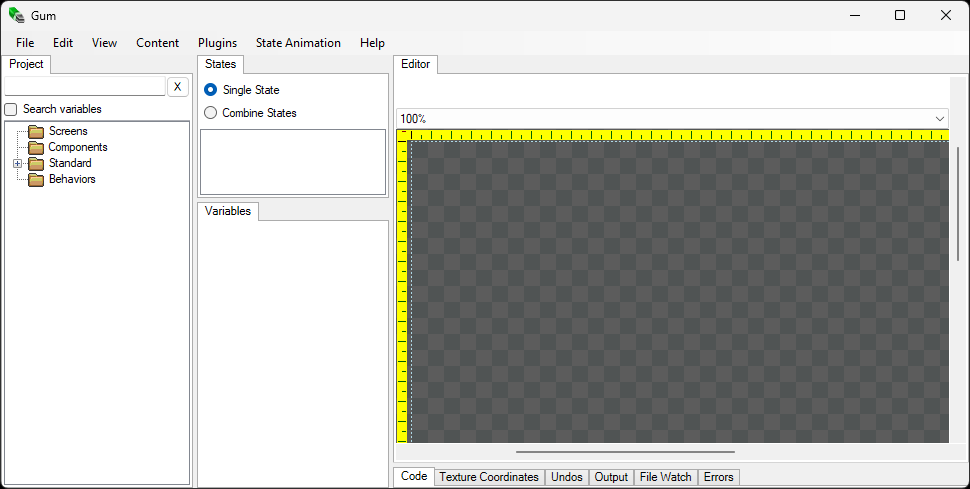 Gum
File Edit View Content Plugins State Animation Help
Project
X
Search variables
Screens
Components
Standard
Behaviors
States
Single State
Combine States
Variables
Editor
100%
Code Texture Coordinates Undos Output File Watch Errors